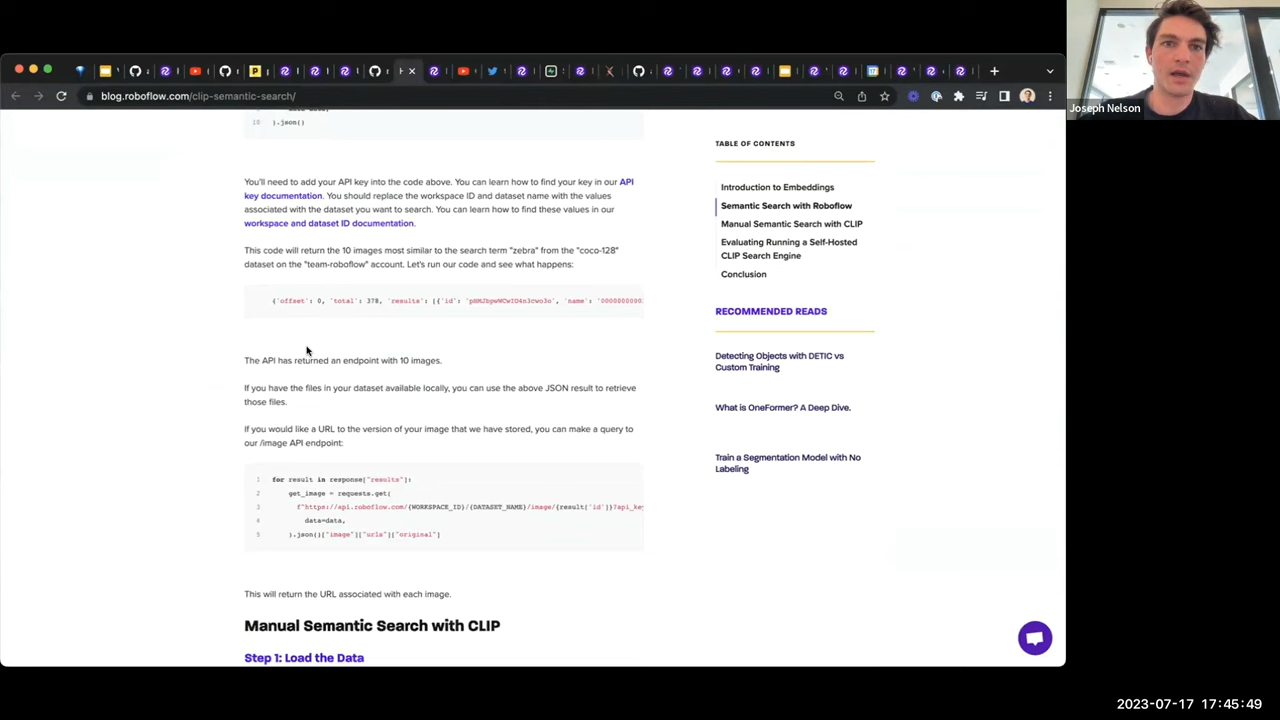 Joseph Nelson
blog.roboflow.com/clip-semantic-search/
10 ).json()
You'll need to add your API key into the code above. You can learn how to find your key in our API
key documentation. You should replace the workspace ID and dataset name with the values
associated with the dataset you want to search. You can learn how to find these values in our
workspace and dataset ID documentation.
This code will return the 10 images most similar to the search term "zebra" from the "coco-128"
dataset on the "team-roboflow" account. Let's run our code and see what happens:
{'offset': 0, 'total': 378, 'results': [{'id':
'name':
The API has returned an endpoint with 10 images.
If you have the files in your dataset available locally, you can use the above JSON result to retrieve
those files.
If you would like a URL to the version of your image that we have stored, you can make a query to
our /image API endpoint:
1 for result in response["results"]:
2 get_image = requests.get(
3 f"https://api.roboflow.com/{WORKSPACE_ID}/{DATASET_NAME}/image/{result['id']}?api_key
4 data=data,
5 ).json()["image"]["urls"]["original"]
This will return the URL associated with each image.
Manual Semantic Search with CLIP
Step 1: Load the Data
TABLE OF CONTENTS
Introduction to Embeddings
Semantic Search with Roboflow
Manual Semantic Search with CLIP
Evaluating Running a Self-Hosted
CLIP Search Engine
Conclusion
RECOMMENDED READS
Detecting Objects with DETIC vs
Custom Training
What is OneFormer? A Deep Dive.
Train a Segmentation Model with No
Labeling
2023-07-17 17:45:49